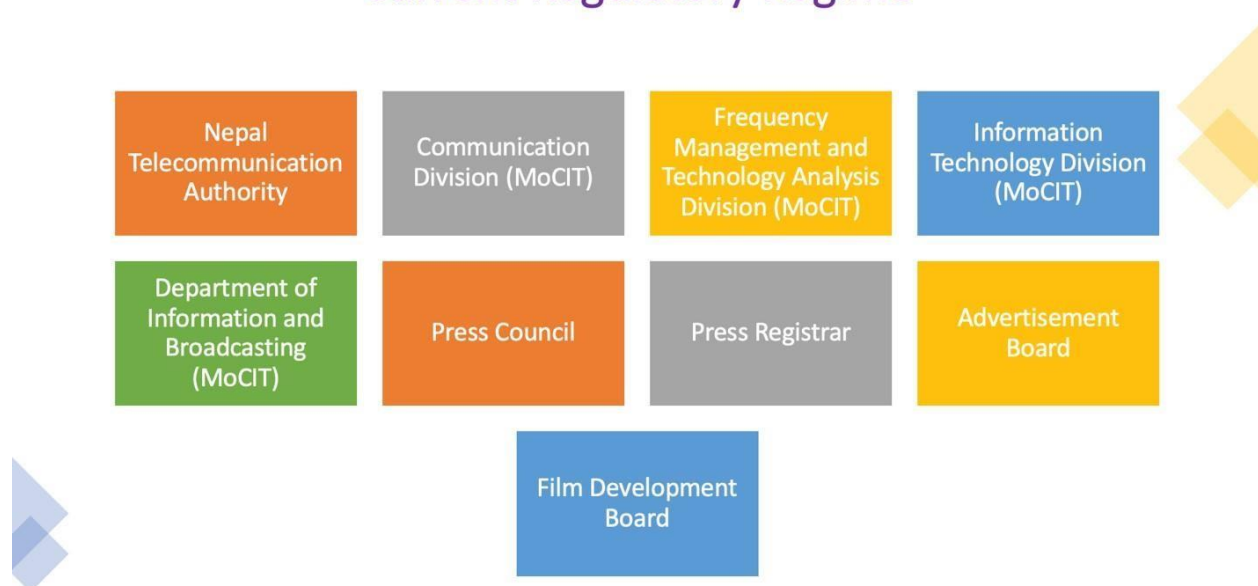 Nepal
Telecommunication
Authority
Communication
Division (MoCIT)
Frequency
Management and
Technology Analysis
Division (MoCIT)
Information
Technology Division
(MoCIT)
Department of
Information and
Broadcasting
(MoCIT)
Press Council
Press Registrar
Advertisement
Board
Film Development
Board